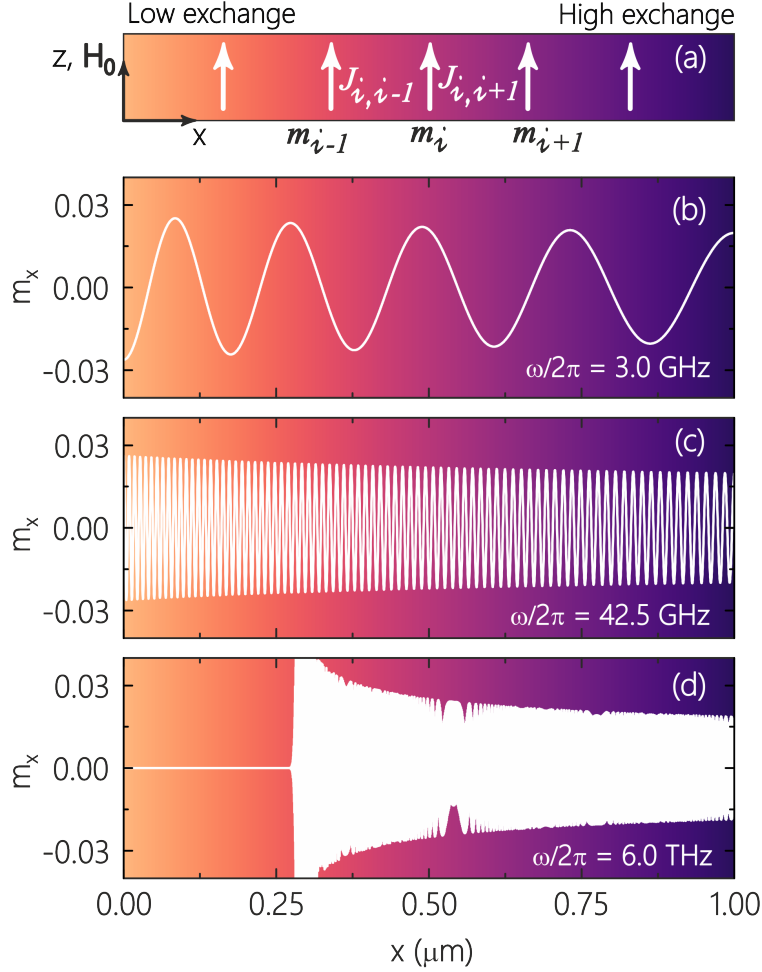 Low exchange High exchange
z, H₀ (a)
Jᵢ,ᵢ₋₁ Jᵢ,ᵢ₊₁
x mᵢ₋₁ mᵢ mᵢ₊₁
(b)
0.03
0.00
-0.03
mₓ
ω/2π = 3.0 GHz
(c)
0.03
0.00
-0.03
mₓ
ω/2π = 42.5 GHz
(d)
0.03
0.00
-0.03
mₓ
ω/2π = 6.0 THz
0.00 0.25 0.50 0.75 1.00
x (μm)